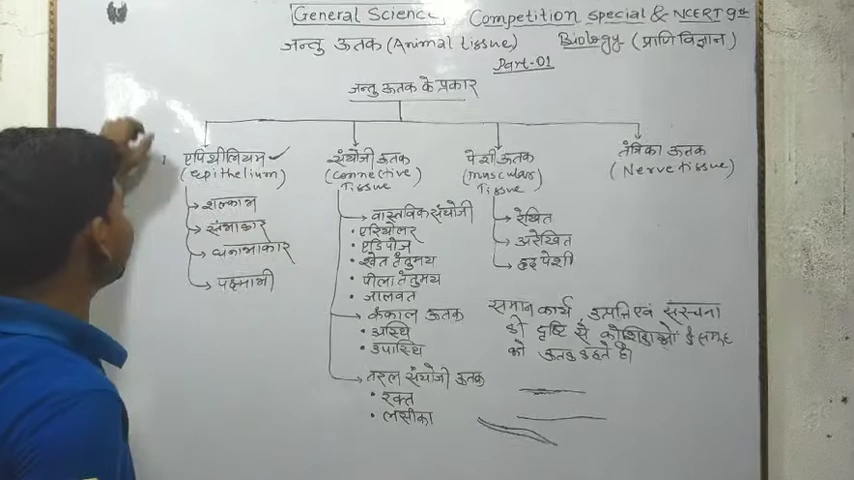 General Science, Competition special & NCERT 9th
जन्तु ऊतक (Animal tissue) Biology (प्राणि विज्ञान)
Part-01
जन्तु ऊतक के प्रकार
एपिथीलियम
(epithelium)
शल्काभ
स्तंभाकार
घनाभाकार
पक्ष्माभी
संयोजी ऊतक
(connective
Tissue)
वास्तविक संयोजी
• एरियोलर
• एडिपोज
• श्वेत तंतुमय
• पीला तंतुमय
• जालवत
कंकाल ऊतक
• अस्थि
• उपास्थि
तरल संयोजी ऊतक
• रक्त
• लसीका
पेशी ऊतक
(muscular
Tissue)
रेखित
अरेखित
हृद पेशी
तंत्रिका ऊतक
(Nerve tissue)
समान कार्य, उत्पत्ति एवं संरचना
की दृष्टि से कोशिकाओं के समूह
को ऊतक कहते हैं।